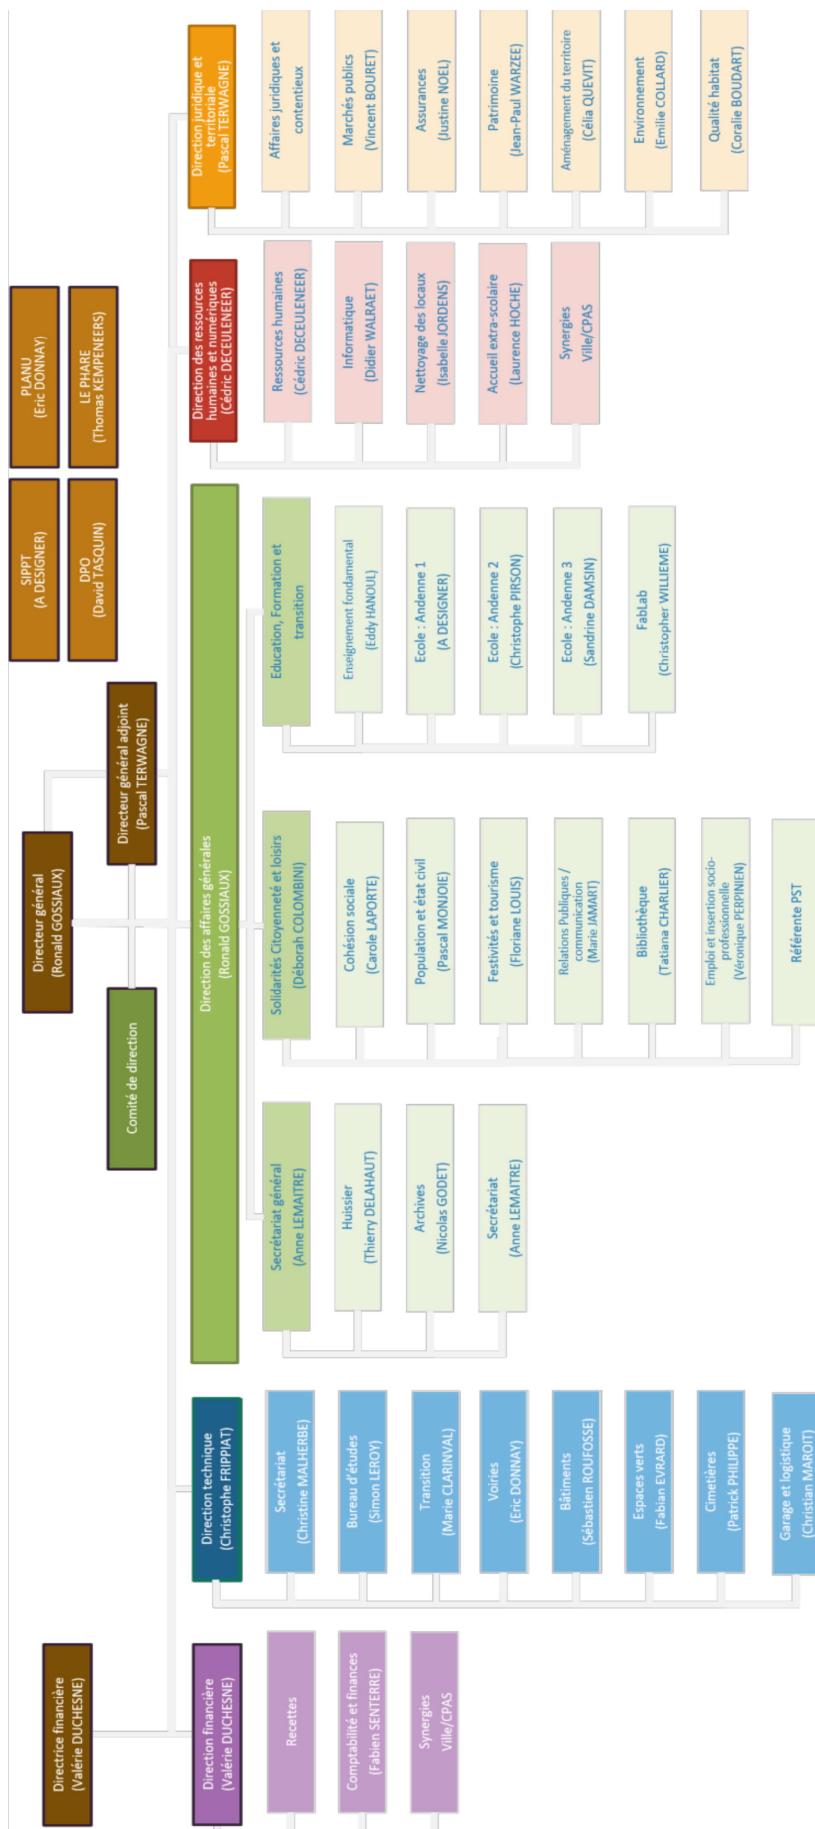 Directrice financière
(Valérie DUCHESNE)
Directeur général
(Ronald GOSSIAUX)
Comité de direction
Directeur général adjoint
(Pascal TERWAGNE)
SIPPT
(A DESIGNER)
PLANU
(Eric DONNAY)
DPO
(David TASQUIN)
LE PHARE
(Thomas KEMPENEERS)
Direction financière
(Valérie DUCHESNE)
Recettes
Comptabilité et finances
(Fabien SENTERRE)
Synergies
Ville/CPAS
Direction technique
(Christophe FRIPPIAT)
Secrétariat
(Christine MALHERBE)
Bureau d'études
(Simon LEROY)
Transition
(Marie CLARINVAL)
Voiries
(Eric DONNAY)
Bâtiments
(Sébastien ROUFOSSE)
Espaces verts
(Fabian EVRARD)
Cimetières
(Patrick PHILIPPE)
Garage et logistique
(Christian MAROIT)
Direction des affaires générales
(Ronald GOSSIAUX)
Secrétariat général
(Anne LEMAITRE)
Huissier
(Thierry DELAHAUT)
Archives
(Nicolas GODET)
Secrétariat
(Anne LEMAITRE)
Solidarités Citoyenneté et loisirs
(Déborah COLOMBINI)
Cohésion sociale
(Carole LAPORTE)
Population et état civil
(Pascal MONJOIE)
Festivités et tourisme
(Floriane LOUIS)
Relations Publiques /
communication
(Marie JAMART)
Bibliothèque
(Tatiana CHARLIER)
Emploi et insertion socio-
professionnelle
(Véronique PERPINIEN)
Référente PST
Education, Formation et
transition
Enseignement fondamental
(Eddy HANOUL)
Ecole : Andenne 1
(A DESIGNER)
Ecole : Andenne 2
(Christophe PIRSON)
Ecole : Andenne 3
(Sandrine DAMSIN)
FabLab
(Christopher WILLIEME)
Direction des ressources
humaines et numériques
(Cédric DECEULENEER)
Ressources humaines
(Cédric DECEULENEER)
Informatique
(Didier WALRAET)
Nettoyage des locaux
(Isabelle JORDENS)
Accueil extra-scolaire
(Laurence HOCHE)
Synergies
Ville/CPAS
Direction juridique et
territoriale
(Pascal TERWAGNE)
Affaires juridiques et
contentieux
Marchés publics
(Vincent BOURET)
Assurances
(Justine NOEL)
Patrimoine
(Jean-Paul WARZEE)
Aménagement du territoire
(Célia QUEVIT)
Environnement
(Emilie COLLARD)
Qualité habitat
(Coralie BOUDART)